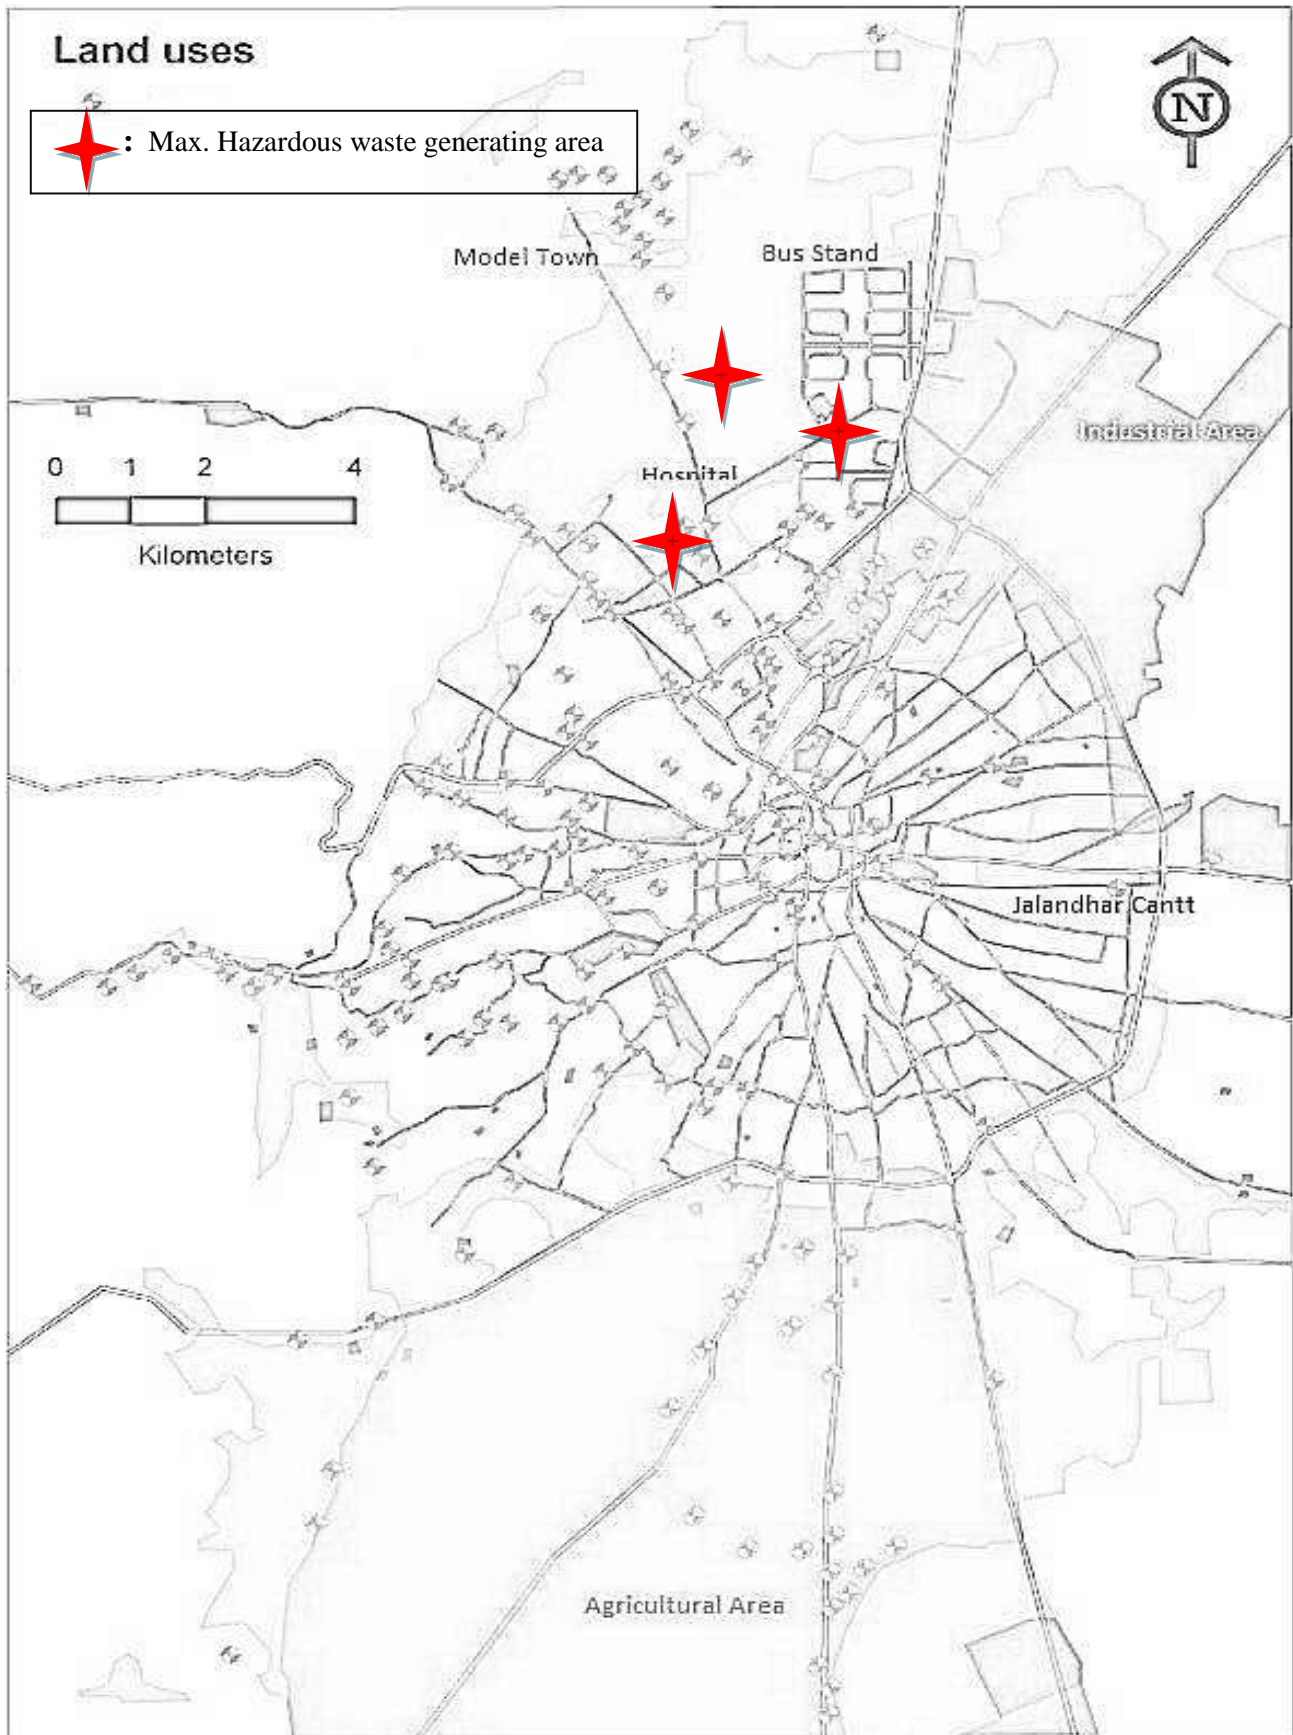 Land uses
N
: Max. Hazardous waste generating area
Model Town
Bus Stand
Industrial Area
0 1 2 4
Hospital
Kilometers
Jalandhar Cantt
Agricultural Area